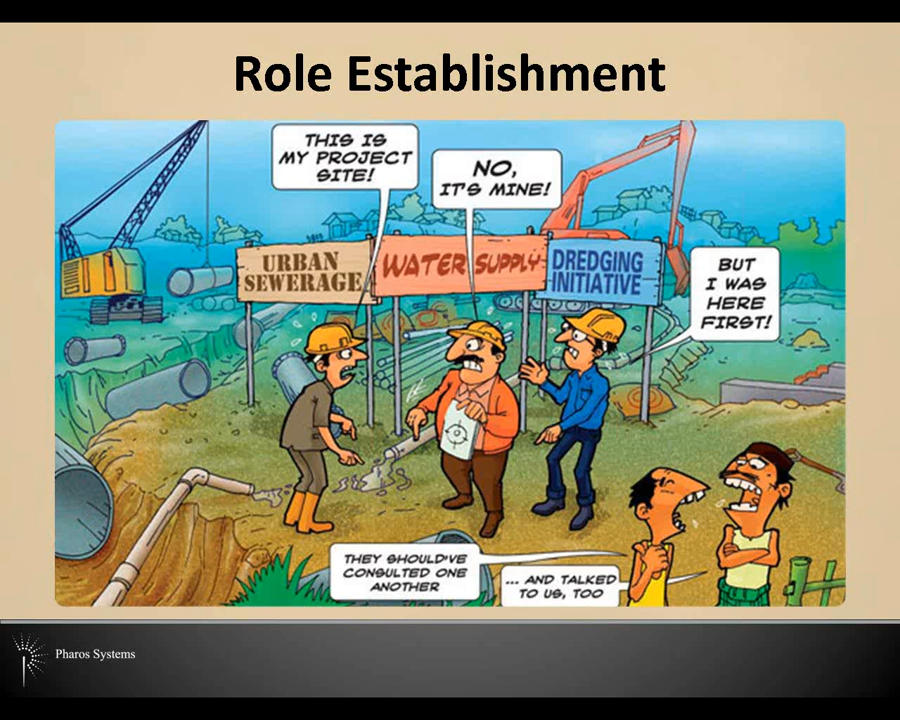 Role Establishment
THIS IS
MY PROJECT
SITE!
NO,
IT'S MINE!
URBAN
SEWERAGE
WATER SUPPLY
DREDGING
INITIATIVE
BUT
I WAS
HERE
FIRST!
THEY SHOULD'VE
CONSULTED ONE
ANOTHER
... AND TALKED
TO US, TOO
Pharos Systems